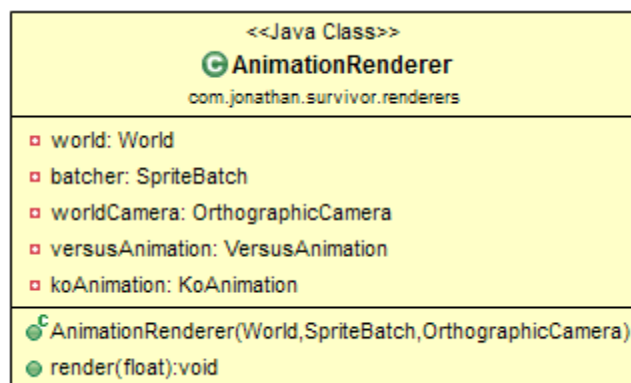 <<Java Class>>
C AnimationRenderer
com.jonathan.survivor.renderers
world: World
batcher: SpriteBatch
worldCamera: OrthographicCamera
versusAnimation: VersusAnimation
koAnimation: KoAnimation
C AnimationRenderer(World,SpriteBatch,OrthographicCamera)
render(float):void